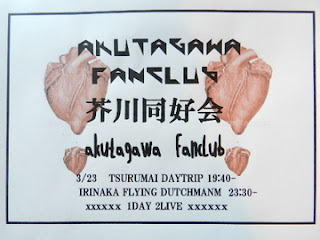 AKUTAGAWA
FANCLUB
芥川同好会
akutagawa fanclub
3/23 TSURUMAI DAYTRIP 19:40-
IRINAKA FLYING DUTCHMANM 23:30-
xxxxxx 1DAY 2LIVE xxxxxx